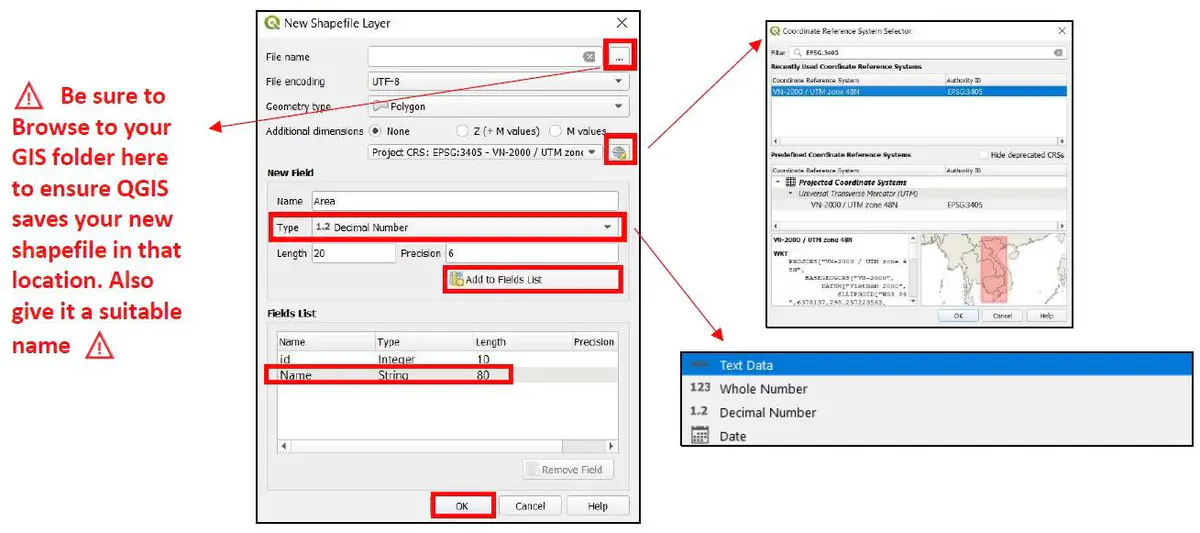 ⚠ Be sure to
Browse to your
GIS folder here
to ensure QGIS
saves your new
shapefile in that
location. Also
give it a suitable
name ⚠
New Shapefile Layer
File name
...
File encoding UTF-8
Geometry type Polygon
Additional dimensions None Z (+ M values) M values
Project CRS: EPSG:3405 - VN-2000 / UTM zone
New Field
Name Area
Type 1.2 Decimal Number
Length 20 Precision 6
Add to Fields List
Fields List
Name Type Length Precision
id Integer 10
Name String 80
Remove Field
OK Cancel Help
Coordinate Reference System Selector
Filter EPSG:3405
Recently Used Coordinate Reference Systems
Coordinate Reference System Authority ID
VN-2000 / UTM zone 48N EPSG:3405
Predefined Coordinate Reference Systems Hide deprecated CRSs
Coordinate Reference System Authority ID
Projected Coordinate Systems
Universal Transverse Mercator (UTM)
VN-2000 / UTM zone 48N EPSG:3405
VN-2000 / UTM zone 48N
WKT
PROJCRS["VN-2000 / UTM zone 4
8N",
BASEGEOGCRS["VN-2000",
DATUM["Vietnam 2000",
ELLIPSOID["WGS 84
",6378137,298.257223563,
OK Cancel Help
Text Data
123 Whole Number
1.2 Decimal Number
Date